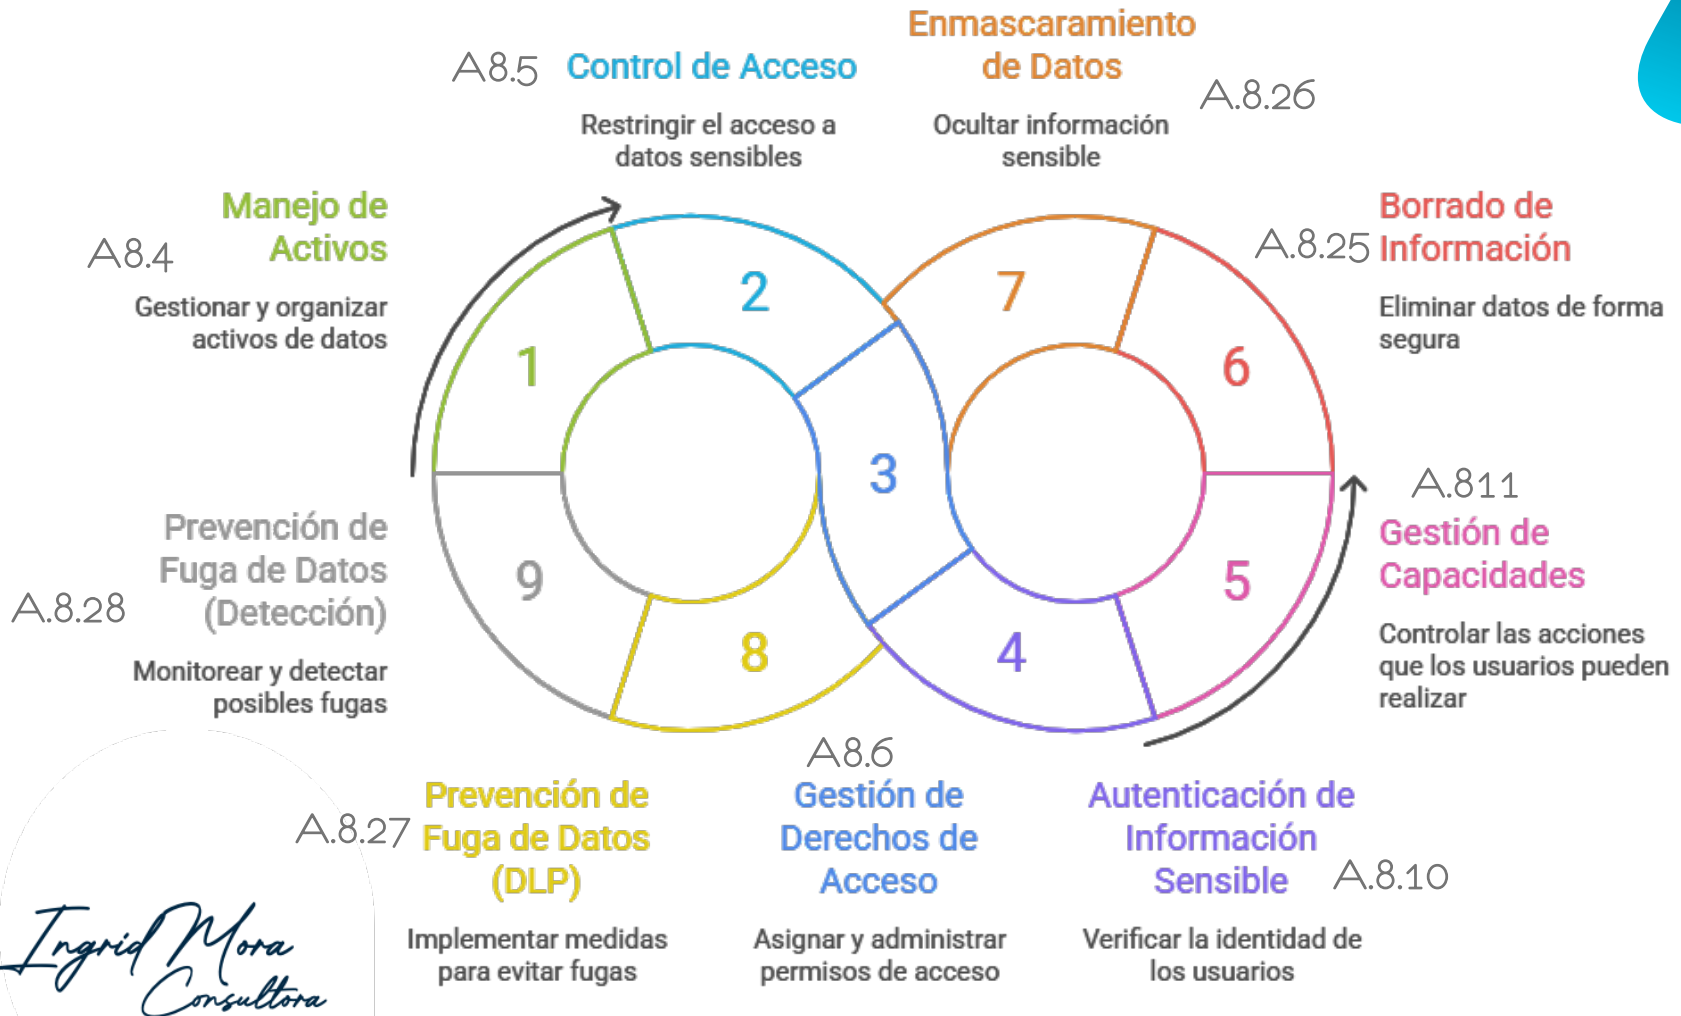 A8.5
Control de Acceso
Restringir el acceso a
datos sensibles
Enmascaramiento
de Datos
A.8.26
Ocultar información
sensible
Manejo de
Activos
A8.4
Gestionar y organizar
activos de datos
Borrado de
Información
A.8.25
Eliminar datos de forma
segura
1
2
3
4
5
6
7
8
9
A.811
Gestión de
Capacidades
Controlar las acciones
que los usuarios pueden
realizar
Prevención de
Fuga de Datos
(Detección)
A.8.28
Monitorear y detectar
posibles fugas
A.8.27
Prevención de
Fuga de Datos
(DLP)
Implementar medidas
para evitar fugas
A8.6
Gestión de
Derechos de
Acceso
Asignar y administrar
permisos de acceso
Autenticación de
Información
Sensible
A.8.10
Verificar la identidad de
los usuarios
Ingrid Mora
Consultora